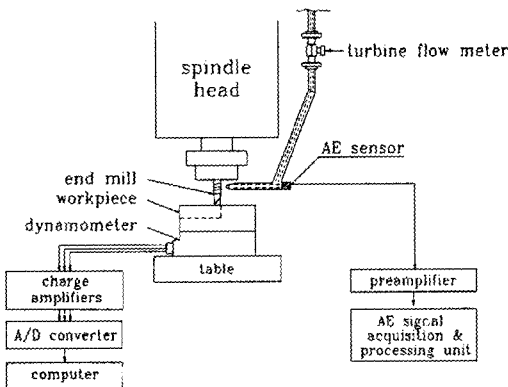 turbine flow meter
spindle
head
AE sensor
end mill
workpiece
dynamometer
table
charge
amplifiers
preamplifier
A/D converter
AE signal
acquisition &
processing unit
computer